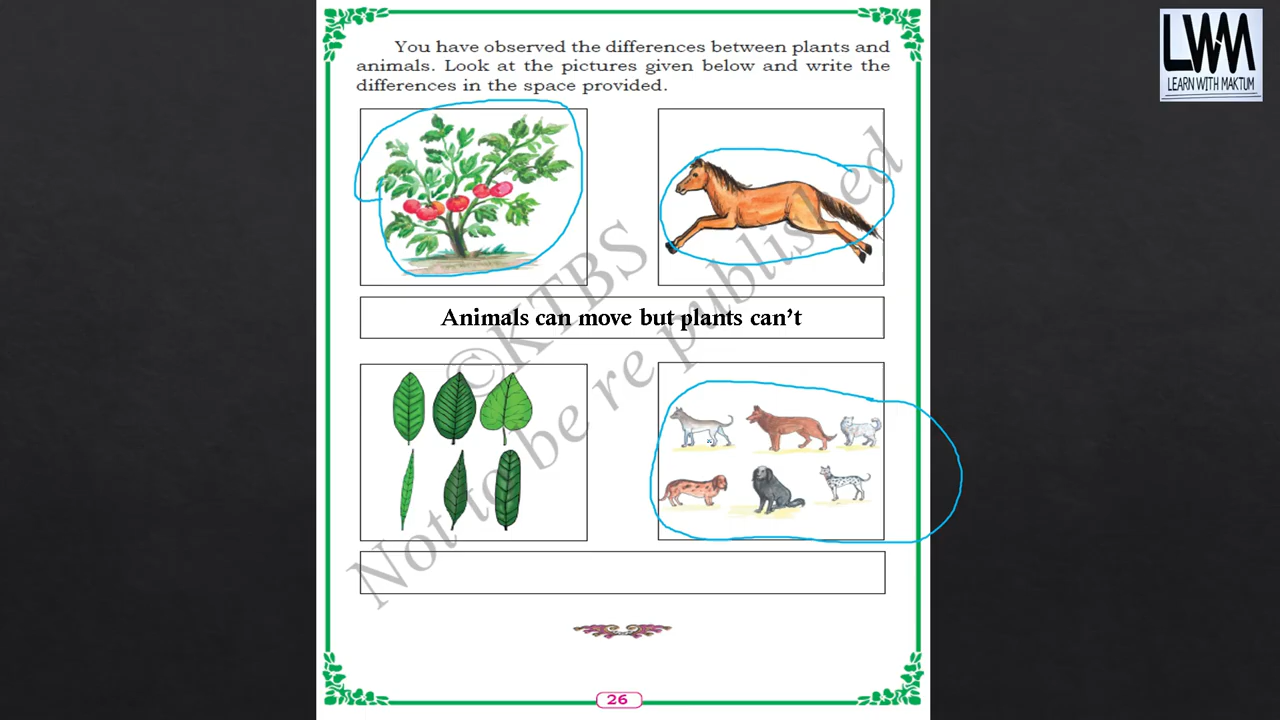 LWM
LEARN WITH MAKTUM
You have observed the differences between plants and
animals. Look at the pictures given below and write the
differences in the space provided.
Animals can move but plants can't
©KTBS
Not to be re published
26